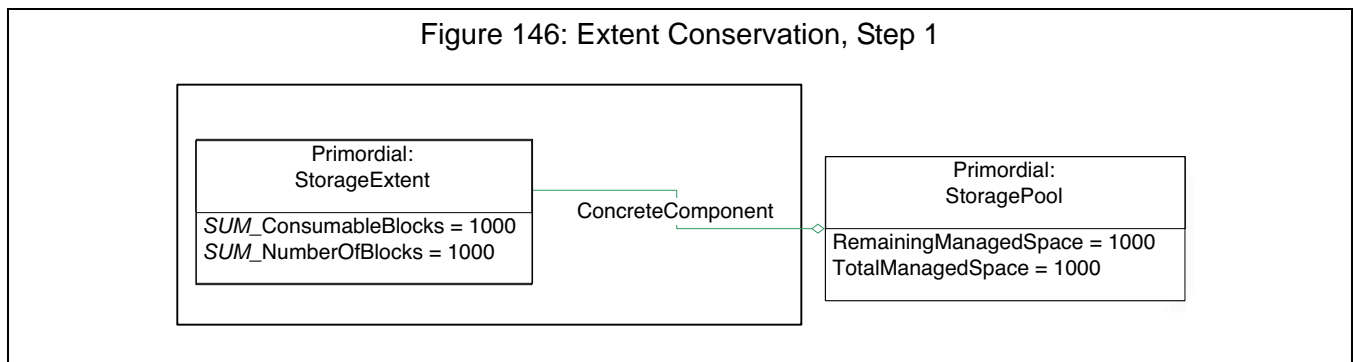 Figure 146: Extent Conservation, Step 1
Primordial:
StorageExtent
SUM_ConsumableBlocks = 1000
SUM_NumberOfBlocks = 1000
ConcreteComponent
Primordial:
StoragePool
RemainingManagedSpace = 1000
TotalManagedSpace = 1000